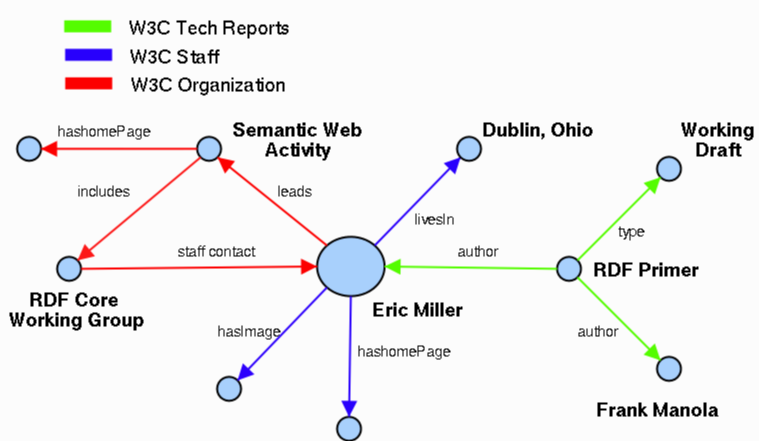 W3C Tech Reports
W3C Staff
W3C Organization
hashomePage
Semantic Web
Activity
Dublin, Ohio
Working
Draft
includes
leads
livesIn
type
staff contact
author
RDF Primer
RDF Core
Working Group
Eric Miller
hasImage
hashomePage
author
Frank Manola